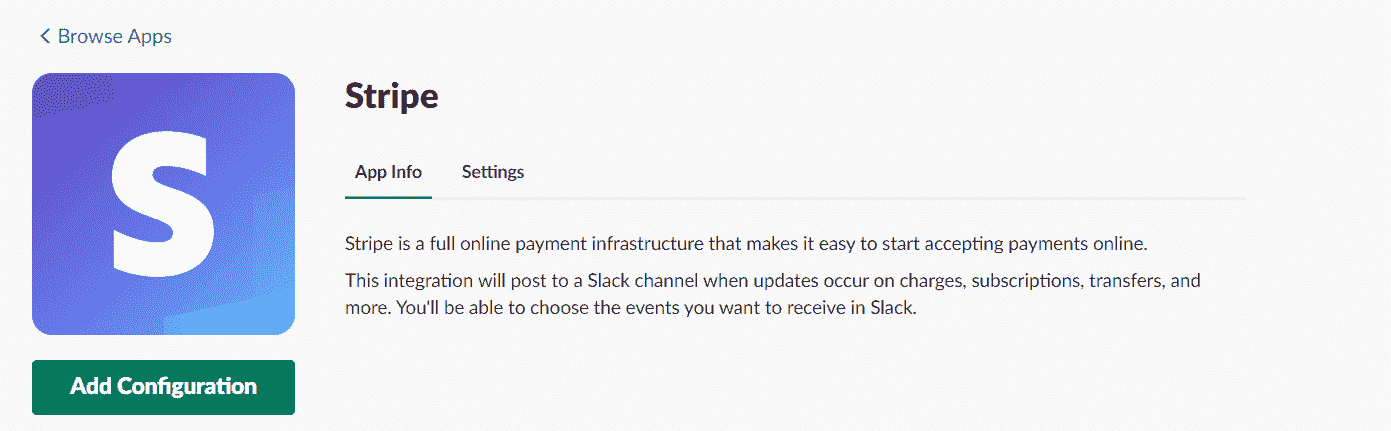 Browse Apps
S
Stripe
App Info
Settings
Stripe is a full online payment infrastructure that makes it easy to start accepting payments online.
This integration will post to a Slack channel when updates occur on charges, subscriptions, transfers, and
more. You'll be able to choose the events you want to receive in Slack.
Add Configuration